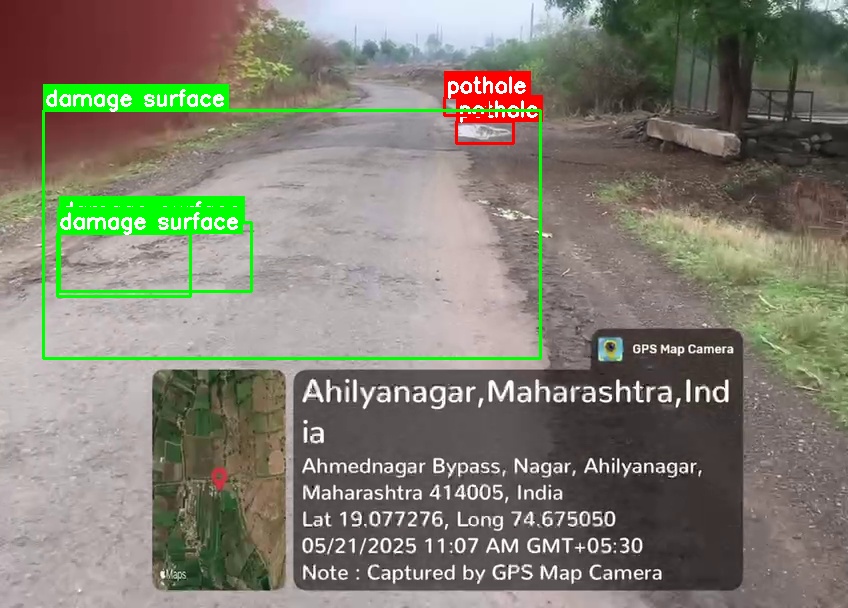 damage surface
pothole
pothole
damage surface
damage surface
GPS Map Camera
Ahilyanagar,Maharashtra,Ind
ia
Ahmednagar Bypass, Nagar, Ahilyanagar,
Maharashtra 414005, India
Lat 19.077276, Long 74.675050
05/21/2025 11:07 AM GMT+05:30
Note : Captured by GPS Map Camera
Maps